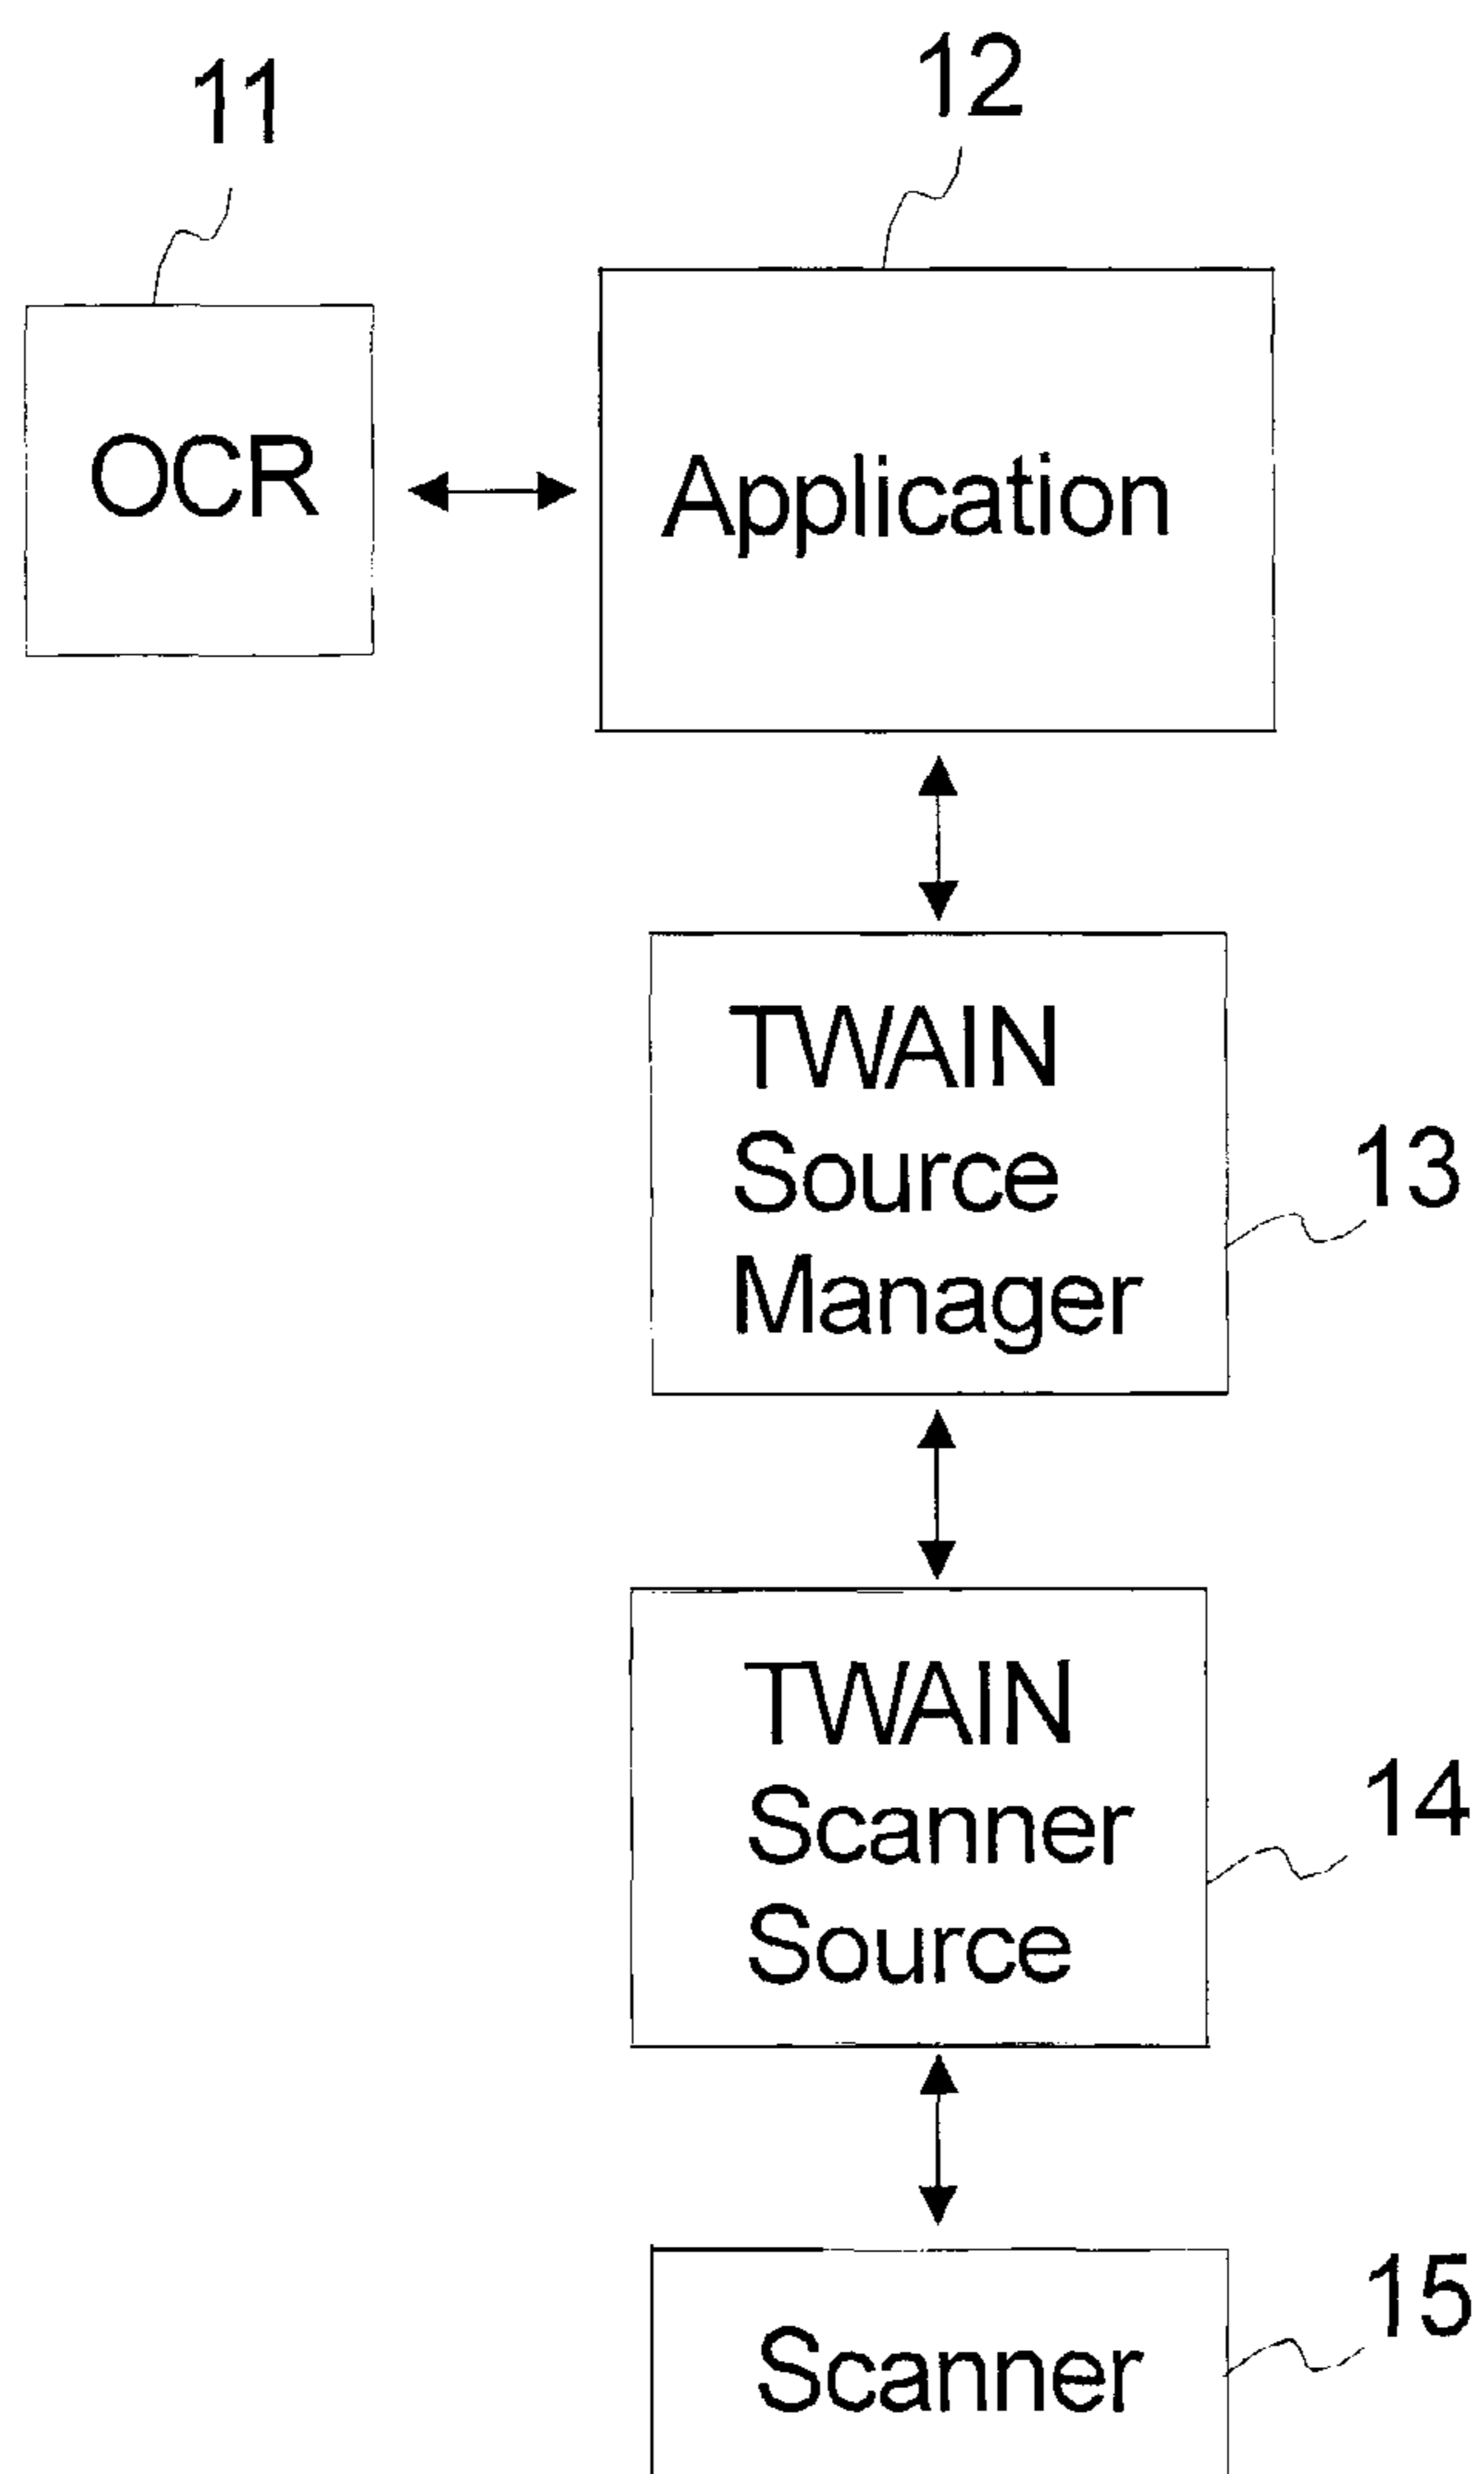 11
12
OCR
Application
TWAIN
Source
Manager
13
TWAIN
Scanner
Source
14
Scanner
15